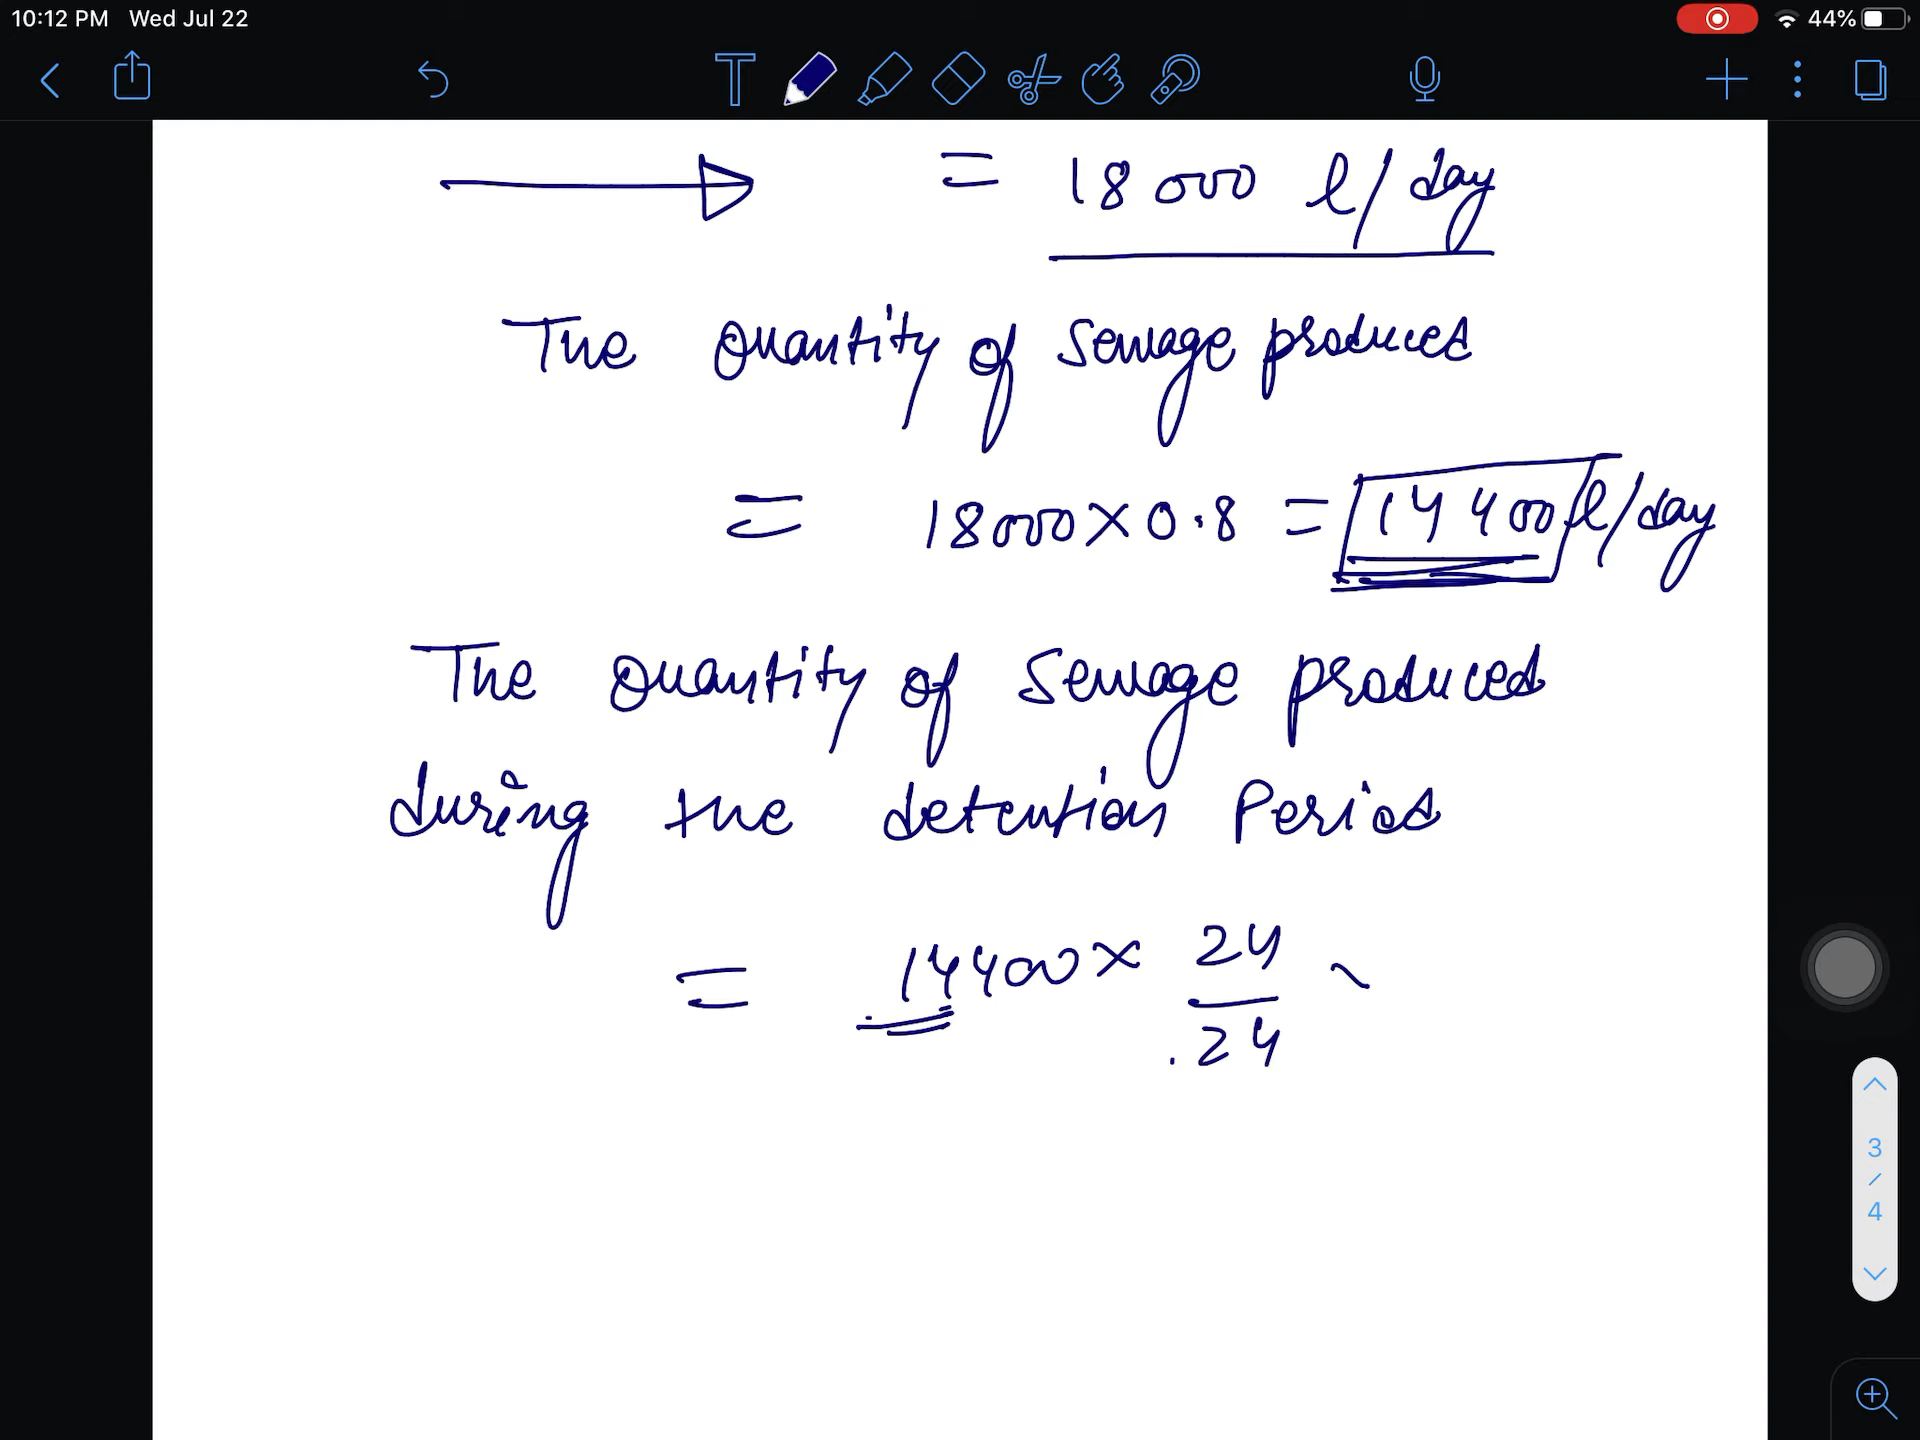 10:12 PM Wed Jul 22
44%
= 18000 l/day
The Quantity of sewage produced
= 18000 × 0.8 = 14400 l/day
The Quantity of Sewage produced
during the detention Period
= 14400 × 24
.24
3
/
4